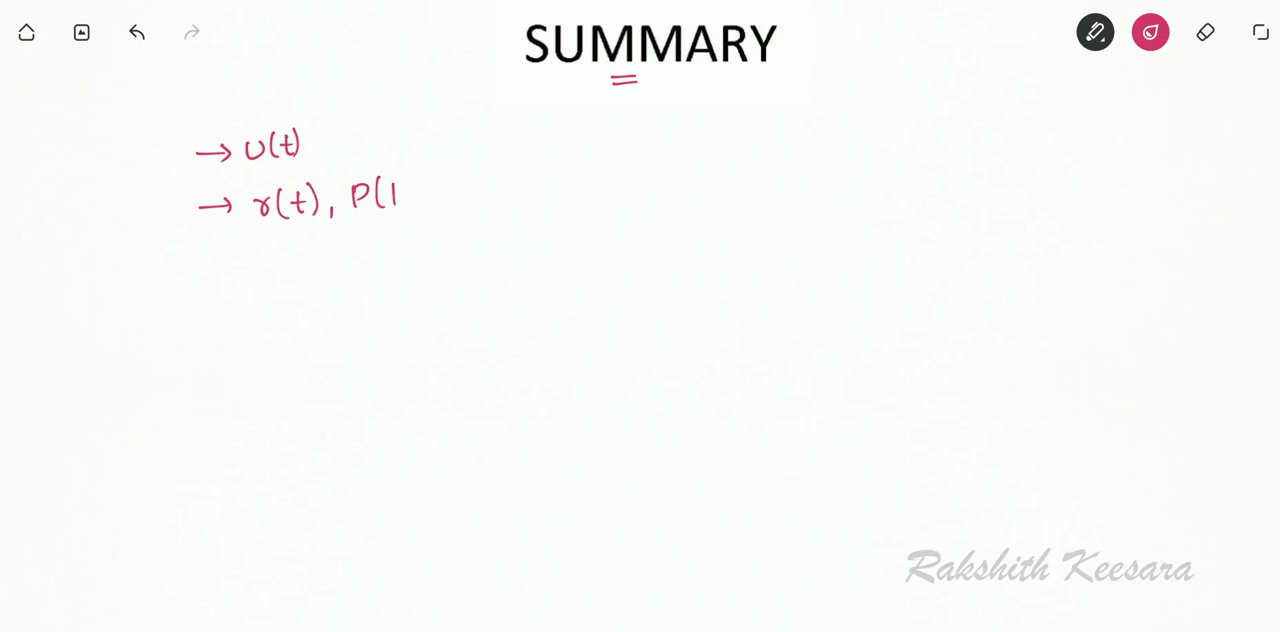 SUMMARY
→ u(t)
→ r(t), P(
Rakshith Keesara